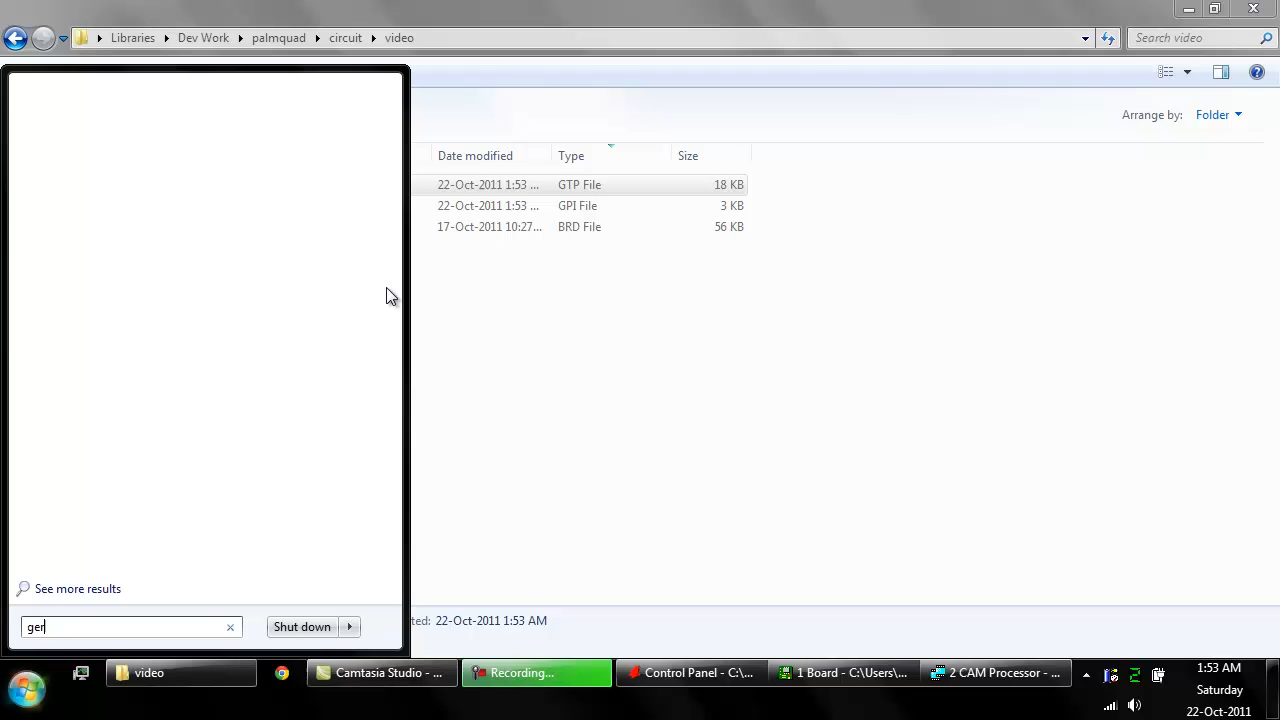 Libraries Dev Work palmquad circuit video Search video
Arrange by: Folder
Date modified Type Size
22-Oct-2011 1:53 ... GTP File 18 KB
22-Oct-2011 1:53 ... GPI File 3 KB
17-Oct-2011 10:27... BRD File 56 KB
See more results
ger Shut down
ted: 22-Oct-2011 1:53 AM
video Camtasia Studio - ... Recording... Control Panel - C:\... 1 Board - C:\Users\... 2 CAM Processor - ...
1:53 AM
Saturday
22-Oct-2011